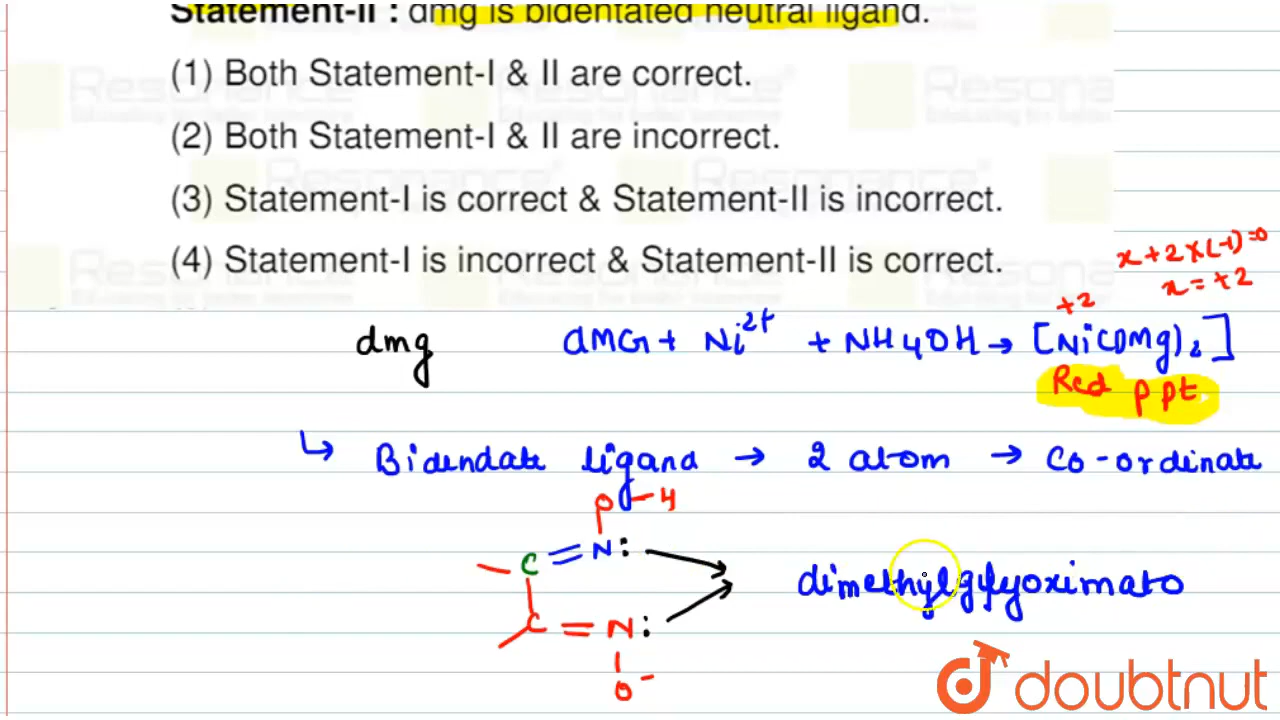 Statement-II : dmg is bidentated neutral ligand.
(1) Both Statement-I & II are correct.
(2) Both Statement-I & II are incorrect.
(3) Statement-I is correct & Statement-II is incorrect.
(4) Statement-I is incorrect & Statement-II is correct.
x+2×(-1)=0
x=+2
+2
dmg dMG + Ni2+ + NH4OH → [Ni(DMg)2]
Red ppt
↳ Bidendate ligand → 2 atom → Co-ordinate
O-H
C=N:
dimethylglyoximato
C=N:
O-
doubtnut